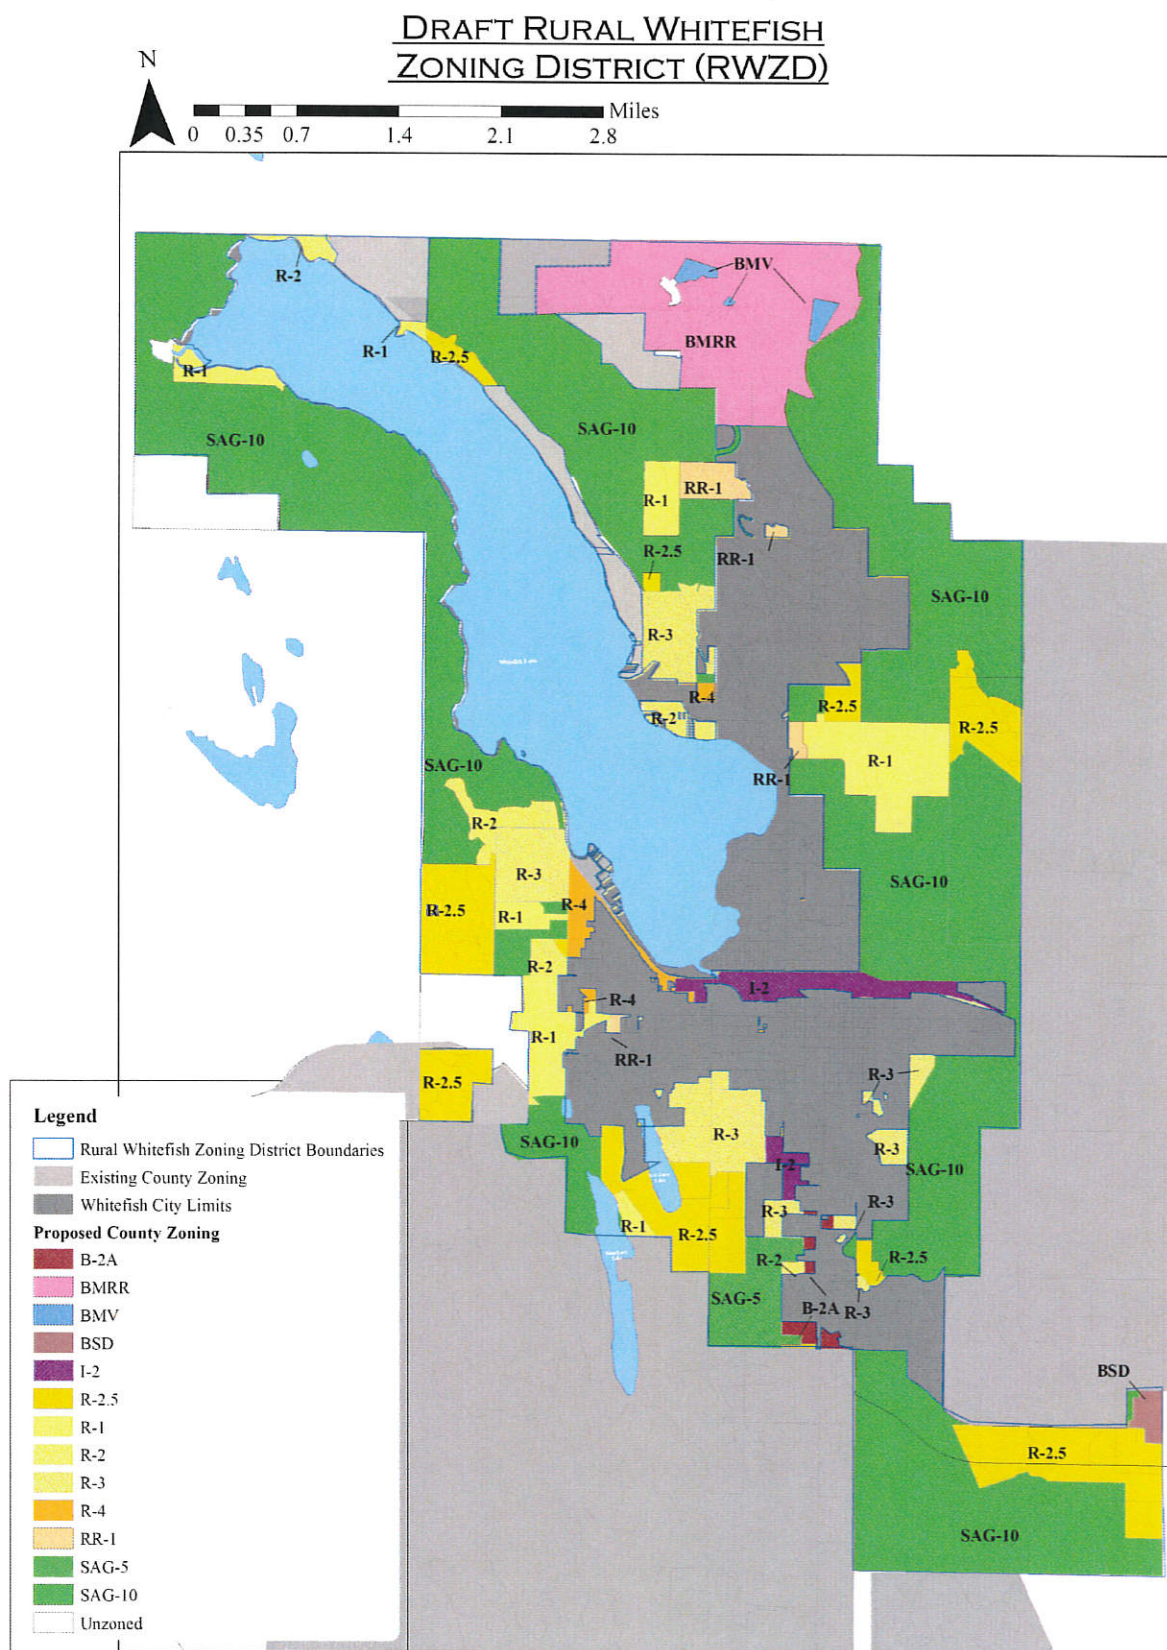 DRAFT RURAL WHITEFISH
ZONING DISTRICT (RWZD)
N
Miles
0 0.35 0.7 1.4 2.1 2.8
R-2
BMV
R-1
R-2.5
BMRR
R-1
SAG-10
SAG-10
R-1
RR-1
R-2.5
RR-1
SAG-10
R-3
Whitefish Lake
R-4
R-2
R-2.5
R-2.5
R-1
RR-1
SAG-10
R-2
R-3
SAG-10
R-4
R-2.5
R-1
R-2
I-2
R-4
R-1
RR-1
R-3
R-2.5
R-3
SAG-10
R-3
SAG-10
I-2
R-3
R-3
R-1
R-2.5
R-2
R-2.5
SAG-5
B-2A
R-3
BSD
R-2.5
SAG-10
Legend
Rural Whitefish Zoning District Boundaries
Existing County Zoning
Whitefish City Limits
Proposed County Zoning
B-2A
BMRR
BMV
BSD
I-2
R-2.5
R-1
R-2
R-3
R-4
RR-1
SAG-5
SAG-10
Unzoned